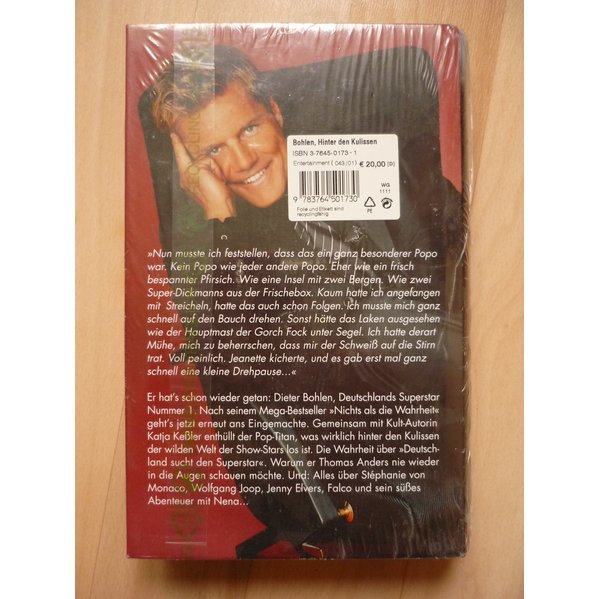 Bohlen, Hinter den Kulissen
ISBN 3-7645-0173-1
Entertainment ( 043 /01) € 20,00 (D)
WG
1111
9 783764 501730
PE
Folie und Etikett sind
recyclingfähig
»Nun musste ich feststellen, dass das ein ganz besonderer Popo
war. Kein Popo wie jeder andere Popo. Eher wie ein frisch
bespannter Pfirsich. Wie eine Insel mit zwei Bergen. Wie zwei
Super-Dickmanns aus der Frischebox. Kaum hatte ich angefangen
mit Streicheln, hatte das auch schon Folgen. Ich musste mich ganz
schnell auf den Bauch drehen. Sonst hätte das Laken ausgesehen
wie der Hauptmast der Gorch Fock unter Segel. Ich hatte derart
Mühe, mich zu beherrschen, dass mir der Schweiß auf die Stirn
trat. Voll peinlich. Jeanette kicherte, und es gab erst mal ganz
schnell eine kleine Drehpause...«
Er hat's schon wieder getan: Dieter Bohlen, Deutschlands Superstar
Nummer 1. Nach seinem Mega-Bestseller »Nichts als die Wahrheit«
geht's jetzt erneut ans Eingemachte. Gemeinsam mit Kult-Autorin
Katja Keßler enthüllt der Pop-Titan, was wirklich hinter den Kulissen
der wilden Welt der Show-Stars los ist. Die Wahrheit über »Deutsch-
land sucht den Superstar«. Warum er Thomas Anders nie wieder
in die Augen schauen möchte. Und: Alles über Stéphanie von
Monaco, Wolfgang Joop, Jenny Elvers, Falco und sein süßes
Abenteuer mit Nena...